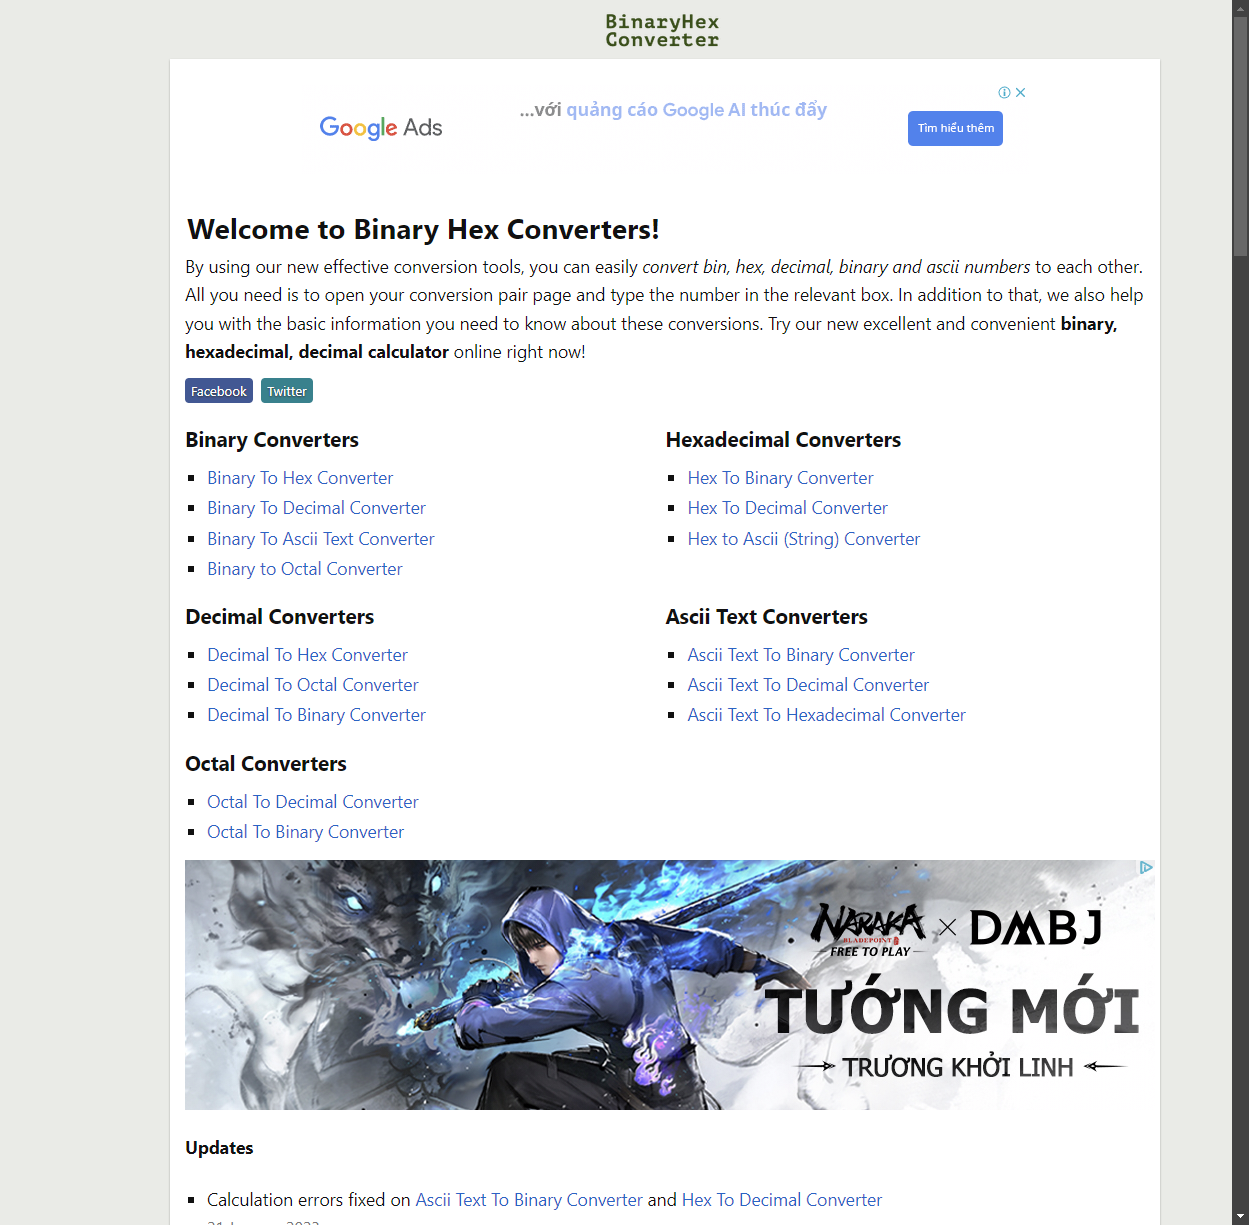 BinaryHex
Converter
Google Ads
...với quảng cáo Google AI thúc đẩy
Tìm hiểu thêm
Welcome to Binary Hex Converters!
By using our new effective conversion tools, you can easily convert bin, hex, decimal, binary and ascii numbers to each other.
All you need is to open your conversion pair page and type the number in the relevant box. In addition to that, we also help
you with the basic information you need to know about these conversions. Try our new excellent and convenient binary,
hexadecimal, decimal calculator online right now!
Facebook Twitter
Binary Converters
Binary To Hex Converter
Binary To Decimal Converter
Binary To Ascii Text Converter
Binary to Octal Converter
Hexadecimal Converters
Hex To Binary Converter
Hex To Decimal Converter
Hex to Ascii (String) Converter
Decimal Converters
Decimal To Hex Converter
Decimal To Octal Converter
Decimal To Binary Converter
Ascii Text Converters
Ascii Text To Binary Converter
Ascii Text To Decimal Converter
Ascii Text To Hexadecimal Converter
Octal Converters
Octal To Decimal Converter
Octal To Binary Converter
NARAKA
BLADEPOINT
FREE TO PLAY
× DMBJ
TƯỚNG MỚI
TRƯƠNG KHỞI LINH
Updates
Calculation errors fixed on Ascii Text To Binary Converter and Hex To Decimal Converter